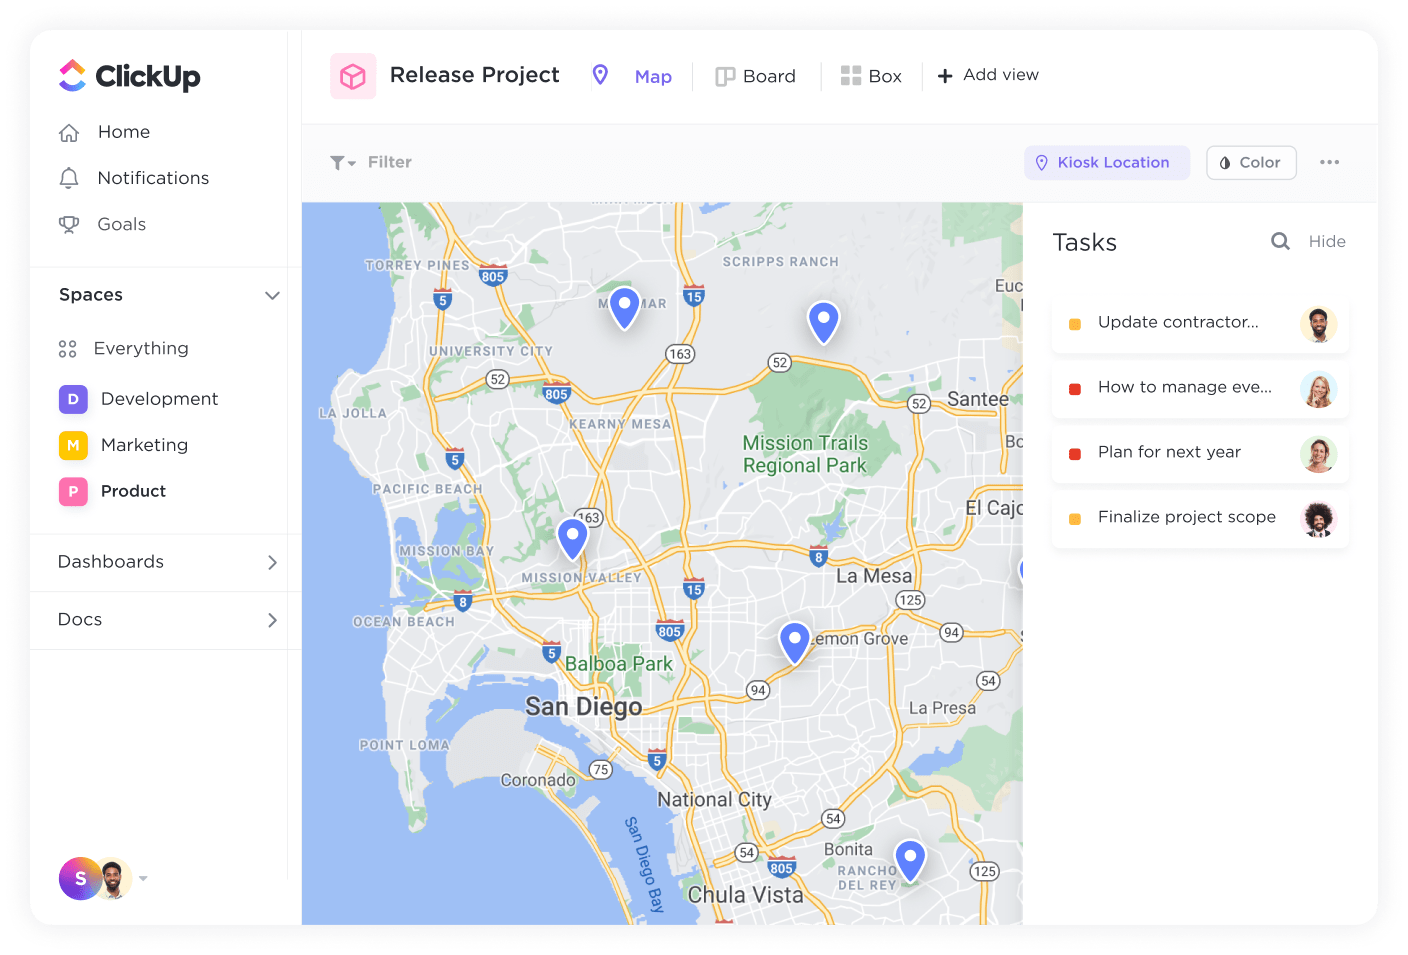 ClickUp
Home
Notifications
Goals
Spaces
Everything
D Development
M Marketing
P Product
Dashboards
Docs
S
Release Project
Map
Board
Box
+ Add view
Filter
Kiosk Location
Color
Tasks
Hide
Update contractor...
How to manage eve...
Plan for next year
Finalize project scope
TORREY PINES
805
SCRIPPS RANCH
5
15
163
UNIVERSITY CITY
52
52
805
52
Santee
LA JOLLA
KEARNY MESA
Mission Trails
Regional Park
5
PACIFIC BEACH
163
El Cajo
MISSION BAY
8
MISSION VALLEY
La Mesa
15
8
125
OCEAN BEACH
805
94
Lemon Grove
5
Balboa Park
54
94
San Diego
La Presa
POINT LOMA
5
75
Coronado
National City
54
San Diego Bay
54
Bonita
805
RANCHO
DEL REY
125
Chula Vista